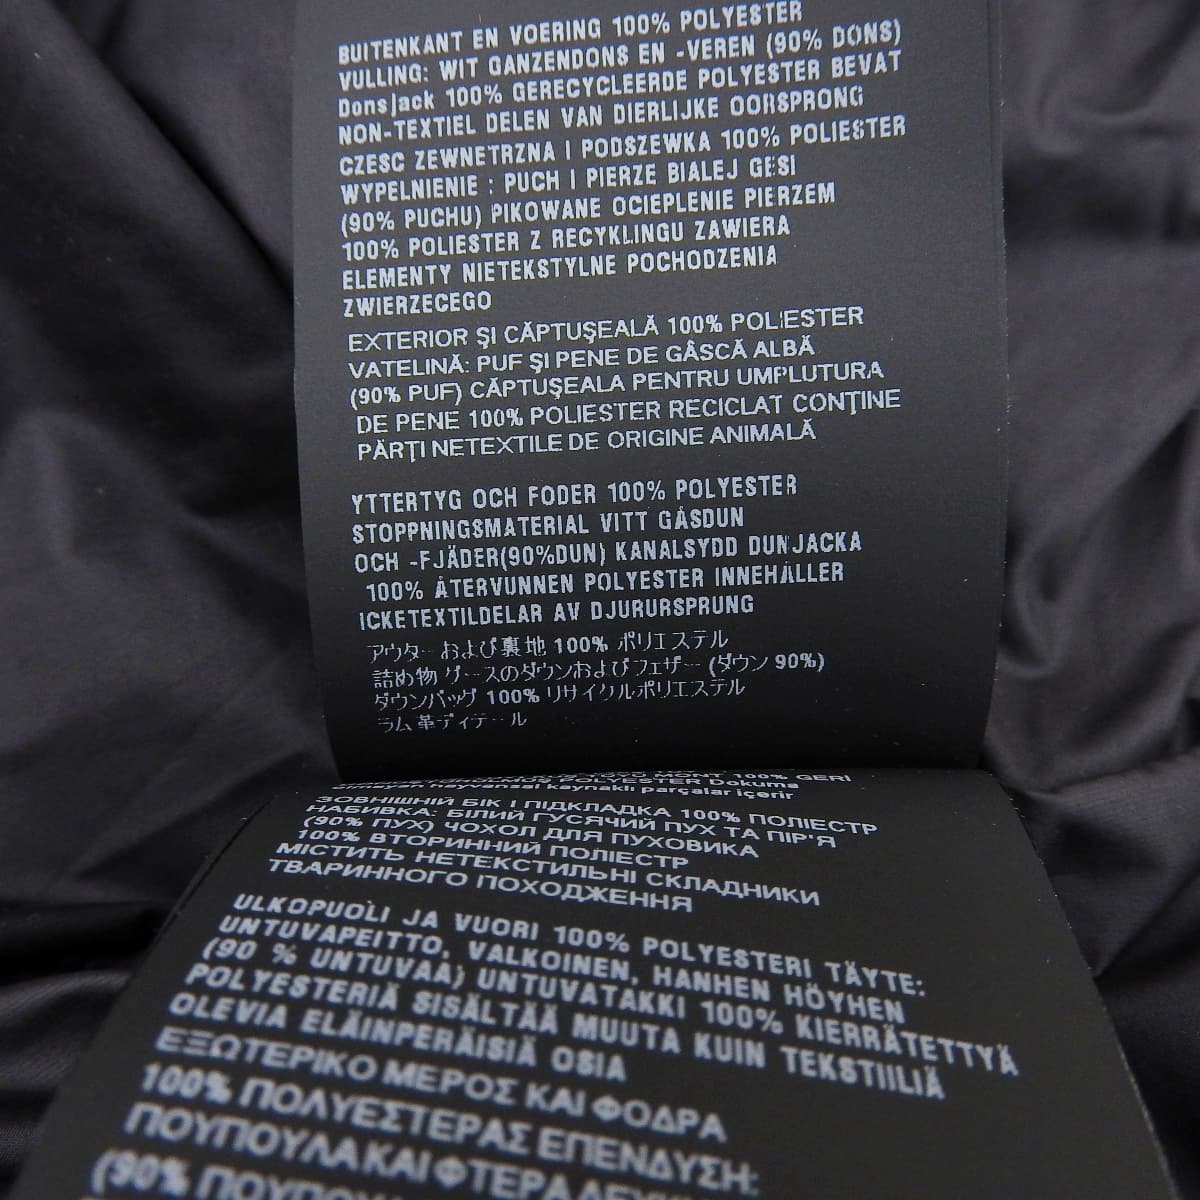 BUITENKANT EN VOERING 100% POLYESTER
VULLING: WIT GANZENDONS EN -VEREN (90% DONS)
Donsjack 100% GERECYCLEERDE POLYESTER BEVAT
NON-TEXTIEL DELEN VAN DIERLIJKE OORSPRONG
CZESC ZEWNETRZNA I PODSZEWKA 100% POLIESTER
WYPELNIENIE : PUCH I PIERZE BIALEJ GESI
(90% PUCHU) PIKOWANE OCIEPLENIE PIERZEM
100% POLIESTER Z RECYKLINGU ZAWIERA
ELEMENTY NIETEKSTYLNE POCHODZENIA
ZWIERZECEGO
EXTERIOR ŞI CĂPTUŞEALĂ 100% POLIESTER
VATELINĂ: PUF ŞI PENE DE GÂSCĂ ALBĂ
(90% PUF) CĂPTUŞEALA PENTRU UMPLUTURA
DE PENE 100% POLIESTER RECICLAT CONŢINE
PĂRŢI NETEXTILE DE ORIGINE ANIMALĂ
YTTERTYG OCH FODER 100% POLYESTER
STOPPNINGSMATERIAL VITT GÅSDUN
OCH -FJÄDER(90%DUN) KANALSYDD DUNJACKA
100% ÅTERVUNNEN POLYESTER INNEHÅLLER
ICKETEXTILDELAR AV DJURURSPRUNG
アウターおよび裏地 100% ポリエステル
詰め物 グースのダウンおよびフェザー (ダウン 90%)
ダウンバッグ 100% リサイクルポリエステル
ラム革ディテール
MONT 100% GERİ
POLYESTER Dokuma
olmayan hayvansal kaynaklı parçalar içerir
ЗОВНІШНІЙ БІК І ПІДКЛАДКА 100% ПОЛІЕСТР
НАБИВКА: БІЛИЙ ГУСЯЧИЙ ПУХ ТА ПІР'Я
(90% ПУХ) ЧОХОЛ ДЛЯ ПУХОВИКА
100% ВТОРИННИЙ ПОЛІЕСТР
МІСТИТЬ НЕТЕКСТИЛЬНІ СКЛАДНИКИ
ТВАРИННОГО ПОХОДЖЕННЯ
ULKOPUOLI JA VUORI 100% POLYESTERI TÄYTE:
UNTUVAPEITTO, VALKOINEN, HANHEN HÖYHEN
(90 % UNTUVAA) UNTUVATAKKI 100% KIERRÄTETTYÄ
POLYESTERIÄ SISÄLTÄÄ MUUTA KUIN TEKSTIILIÄ
OLEVIA ELÄINPERÄISIÄ OSIA
ΕΞΩΤΕΡΙΚΟ ΜΕΡΟΣ ΚΑΙ ΦΟΔΡΑ
100% ΠΟΛΥΕΣΤΕΡΑΣ ΕΠΕΝΔΥΣΗ:
ΠΟΥΠΟΥΛΑ ΚΑΙ ΦΤΕΡΑ
(90%